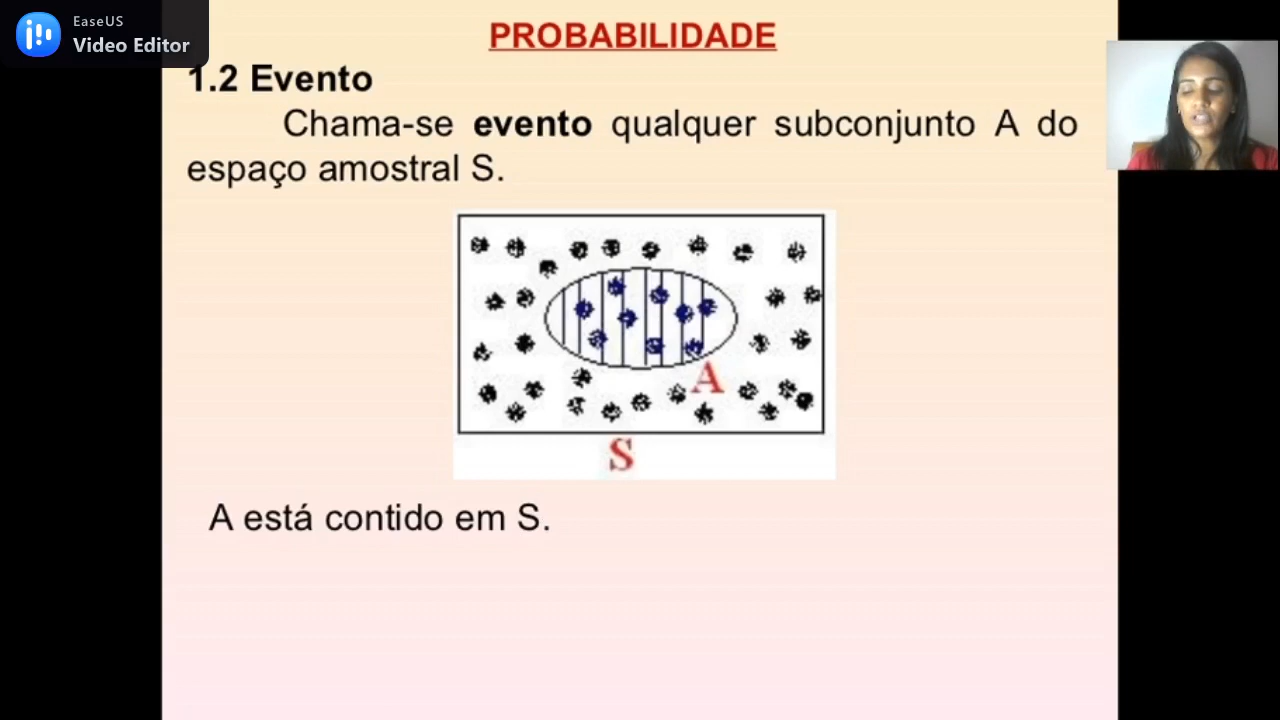 EaseUS
Video Editor
PROBABILIDADE
1.2 Evento
Chama-se evento qualquer subconjunto A do
espaço amostral S.
A
S
A está contido em S.